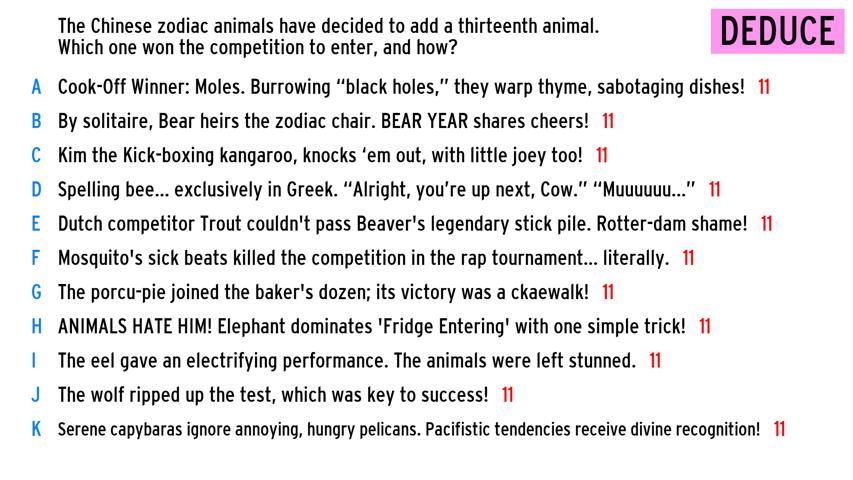 The Chinese zodiac animals have decided to add a thirteenth animal.
Which one won the competition to enter, and how?
DEDUCE
A Cook-Off Winner: Moles. Burrowing “black holes,” they warp thyme, sabotaging dishes! 11
B By solitaire, Bear heirs the zodiac chair. BEAR YEAR shares cheers! 11
C Kim the Kick-boxing kangaroo, knocks ‘em out, with little joey too! 11
D Spelling bee... exclusively in Greek. “Alright, you’re up next, Cow.” “Muuuuuu...” 11
E Dutch competitor Trout couldn't pass Beaver's legendary stick pile. Rotter-dam shame! 11
F Mosquito's sick beats killed the competition in the rap tournament... literally. 11
G The porcu-pie joined the baker's dozen; its victory was a ckaewalk! 11
H ANIMALS HATE HIM! Elephant dominates 'Fridge Entering' with one simple trick! 11
I The eel gave an electrifying performance. The animals were left stunned. 11
J The wolf ripped up the test, which was key to success! 11
K Serene capybaras ignore annoying, hungry pelicans. Pacifistic tendencies receive divine recognition! 11